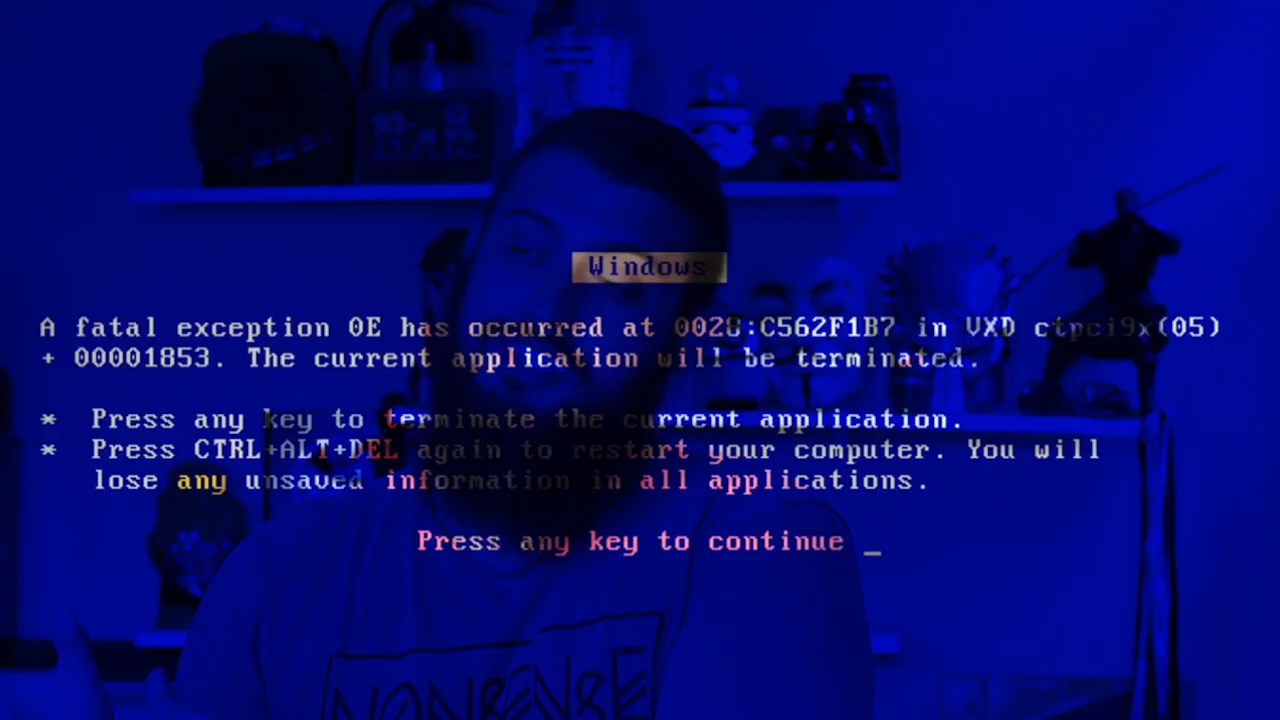 Windows
A fatal exception 0E has occurred at 0028:C562F1B7 in VXD ctpci9x(05)
+ 00001853. The current application will be terminated.
* Press any key to terminate the current application.
* Press CTRL+ALT+DEL again to restart your computer. You will
lose any unsaved information in all applications.
Press any key to continue _
NONSENSE